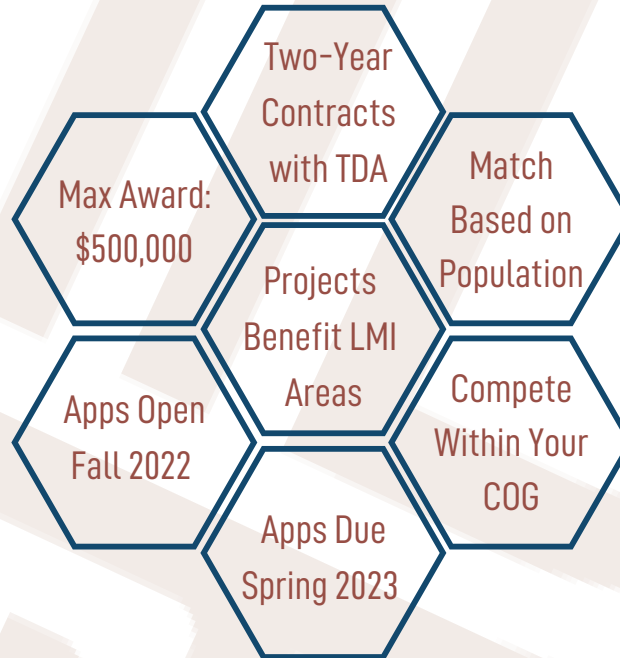 Two-Year
Contracts
with TDA
Max Award:
$500,000
Match
Based on
Population
Projects
Benefit LMI
Areas
Apps Open
Fall 2022
Compete
Within Your
COG
Apps Due
Spring 2023